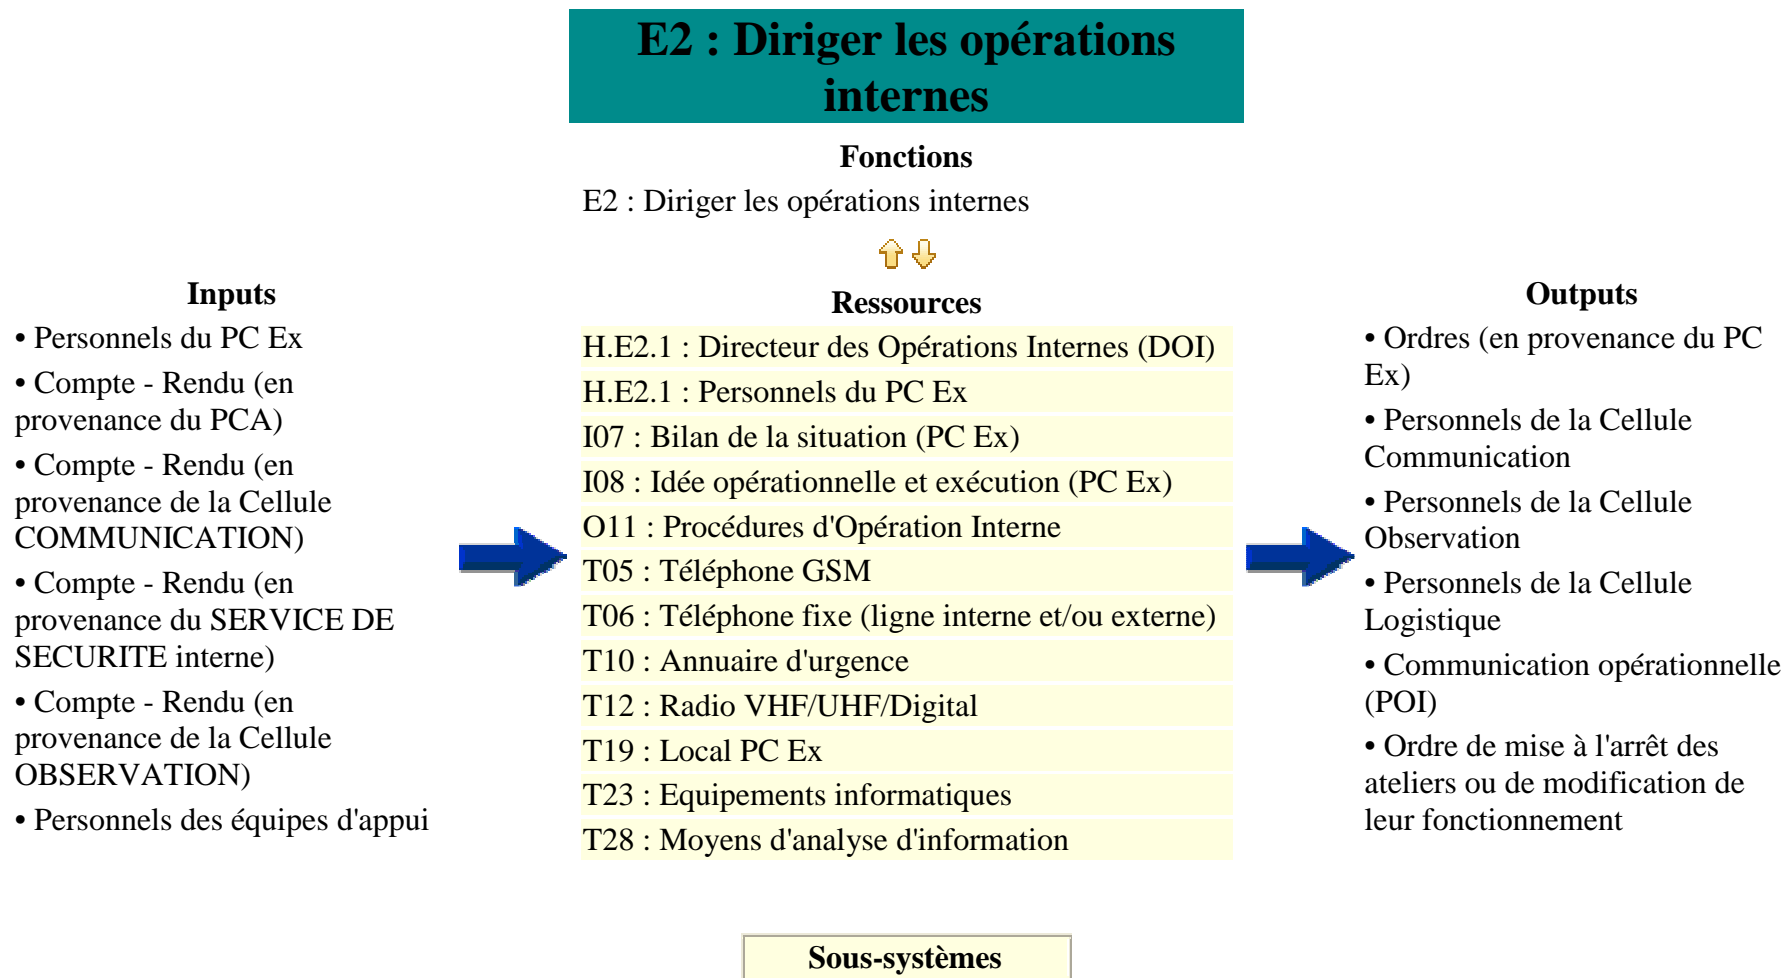 E2 : Diriger les opérations
internes
Fonctions
E2 : Diriger les opérations internes
Inputs
• Personnels du PC Ex
• Compte - Rendu (en
provenance du PCA)
• Compte - Rendu (en
provenance de la Cellule
COMMUNICATION)
• Compte - Rendu (en
provenance du SERVICE DE
SECURITE interne)
• Compte - Rendu (en
provenance de la Cellule
OBSERVATION)
• Personnels des équipes d'appui
Ressources
H.E2.1 : Directeur des Opérations Internes (DOI)
H.E2.1 : Personnels du PC Ex
I07 : Bilan de la situation (PC Ex)
I08 : Idée opérationnelle et exécution (PC Ex)
O11 : Procédures d'Opération Interne
T05 : Téléphone GSM
T06 : Téléphone fixe (ligne interne et/ou externe)
T10 : Annuaire d'urgence
T12 : Radio VHF/UHF/Digital
T19 : Local PC Ex
T23 : Equipements informatiques
T28 : Moyens d'analyse d'information
Outputs
• Ordres (en provenance du PC
Ex)
• Personnels de la Cellule
Communication
• Personnels de la Cellule
Observation
• Personnels de la Cellule
Logistique
• Communication opérationnelle
(POI)
• Ordre de mise à l'arrêt des
ateliers ou de modification de
leur fonctionnement
Sous-systèmes